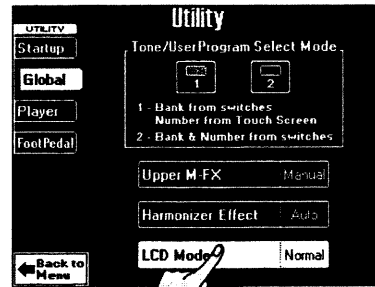 Utility
UTILITY
Startup
Global
Player
FootPedal
Tone/UserProgram Select Mode
1
2
1 - Bank from switches
Number from Touch Screen
2 - Bank & Number from switches
Upper M-FX
Manual
Harmonizer Effect
Auto
LCD Mode
Normal
Back to
Menu